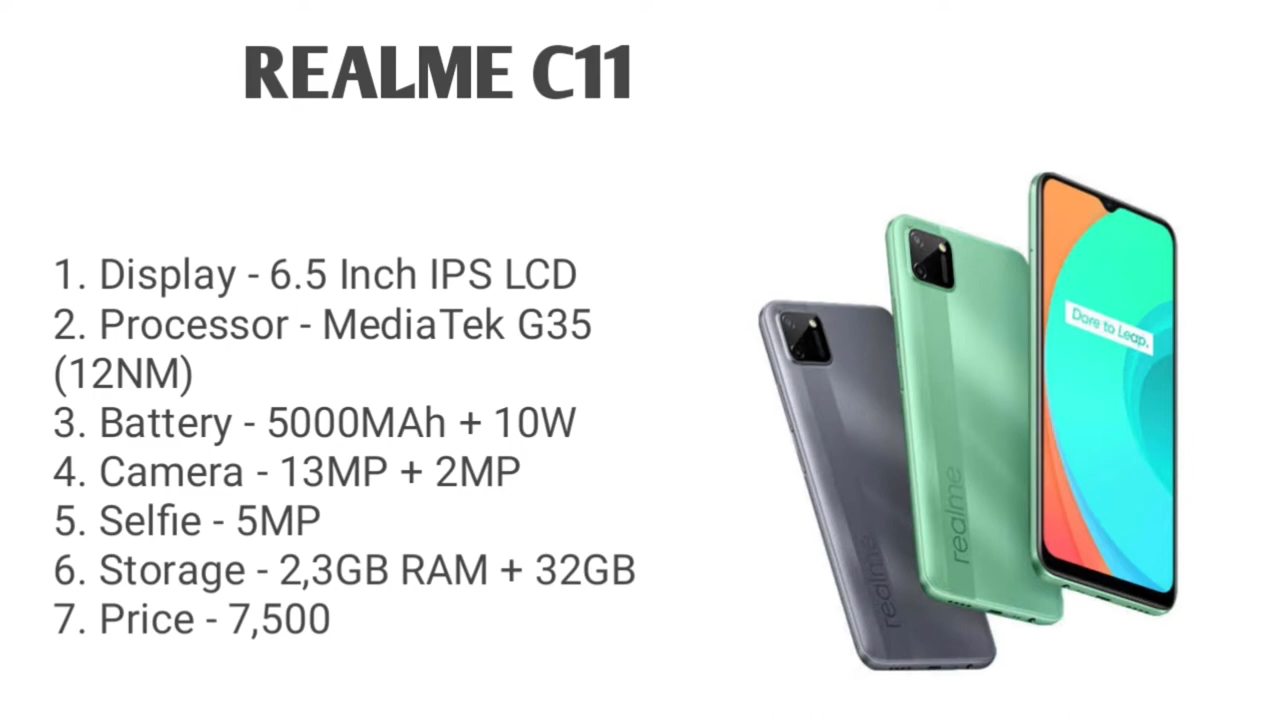 REALME C11
1. Display - 6.5 Inch IPS LCD
2. Processor - MediaTek G35
(12NM)
3. Battery - 5000MAh + 10W
4. Camera - 13MP + 2MP
5. Selfie - 5MP
6. Storage - 2,3GB RAM + 32GB
7. Price - 7,500
realme
realme
Dare to Leap.